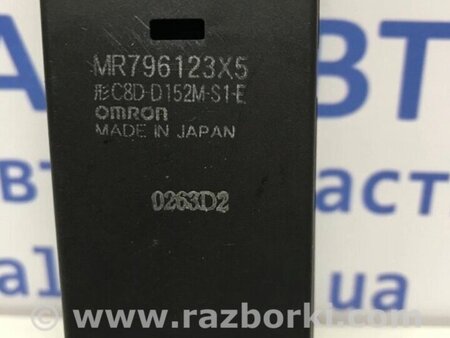 MR796123X5
形C8D-D152M-S1-E
omron
MADE IN JAPAN
0263D2
www.razborki.com